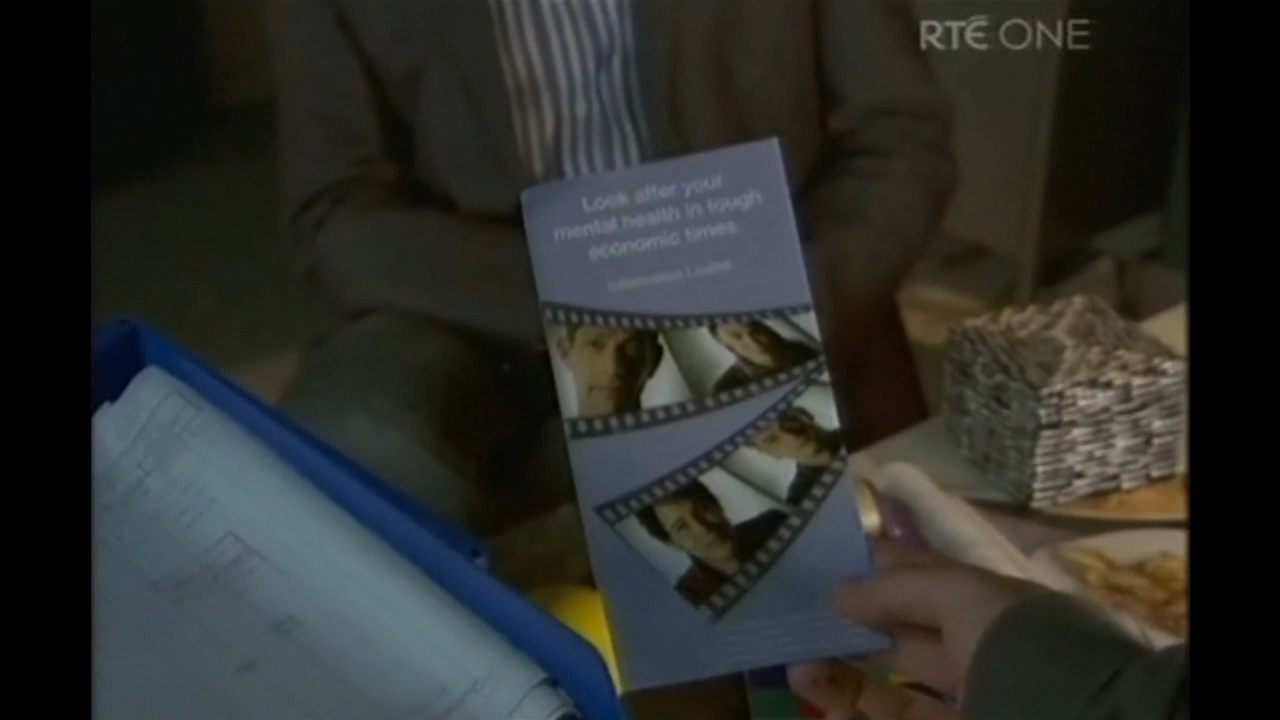 RTÉ ONE
Look after your
mental health in tough
economic times
Information Leaflet